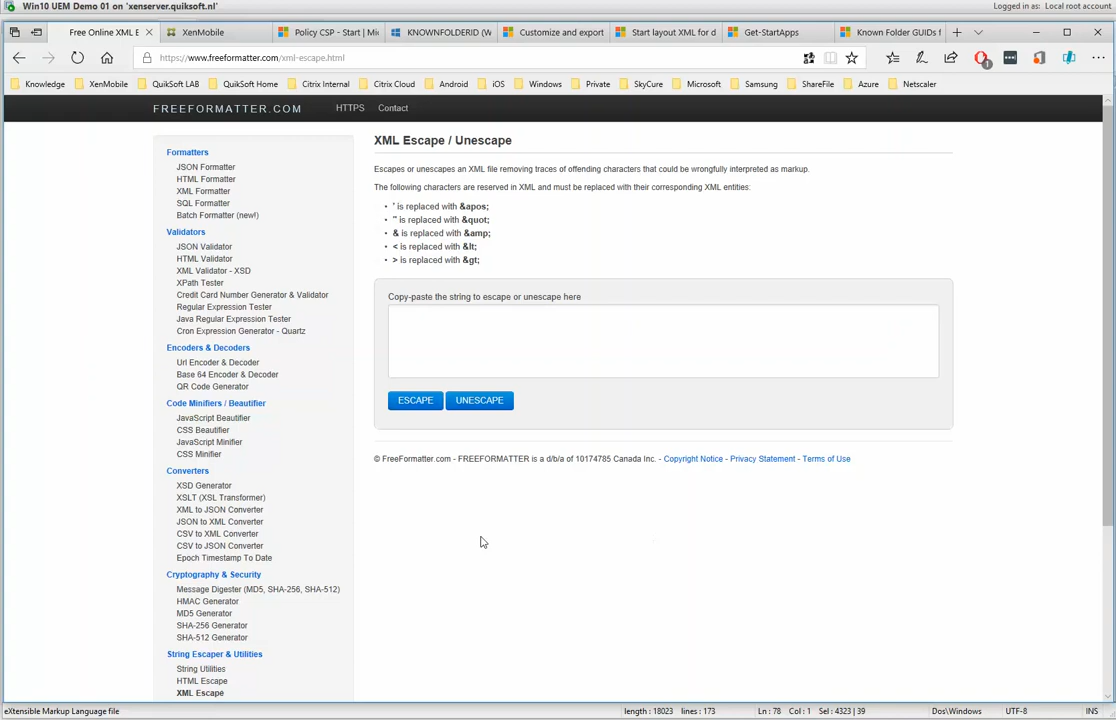 Win10 UEM Demo 01 on 'xenserver.quiksoft.nl'
Logged in as: Local root account
Free Online XML E
XenMobile
Policy CSP - Start | Mic
KNOWNFOLDERID (W
Customize and export
Start layout XML for d
Get-StartApps
Known Folder GUIDs f
https://www.freeformatter.com/xml-escape.html
1
Knowledge
XenMobile
QuikSoft LAB
QuikSoft Home
Citrix Internal
Citrix Cloud
Android
iOS
Windows
Private
SkyCure
Microsoft
Samsung
ShareFile
Azure
Netscaler
FREEFORMATTER.COM
HTTPS
Contact
Formatters
JSON Formatter
HTML Formatter
XML Formatter
SQL Formatter
Batch Formatter (new!)
Validators
JSON Validator
HTML Validator
XML Validator - XSD
XPath Tester
Credit Card Number Generator & Validator
Regular Expression Tester
Java Regular Expression Tester
Cron Expression Generator - Quartz
Encoders & Decoders
Url Encoder & Decoder
Base 64 Encoder & Decoder
QR Code Generator
Code Minifiers / Beautifier
JavaScript Beautifier
CSS Beautifier
JavaScript Minifier
CSS Minifier
Converters
XSD Generator
XSLT (XSL Transformer)
XML to JSON Converter
JSON to XML Converter
CSV to XML Converter
CSV to JSON Converter
Epoch Timestamp To Date
Cryptography & Security
Message Digester (MD5, SHA-256, SHA-512)
HMAC Generator
MD5 Generator
SHA-256 Generator
SHA-512 Generator
String Escaper & Utilities
String Utilities
HTML Escape
XML Escape
XML Escape / Unescape
Escapes or unescapes an XML file removing traces of offending characters that could be wrongfully interpreted as markup.
The following characters are reserved in XML and must be replaced with their corresponding XML entities:
• ' is replaced with &apos;
• " is replaced with &quot;
• & is replaced with &amp;
• < is replaced with &lt;
• > is replaced with &gt;
Copy-paste the string to escape or unescape here
ESCAPE
UNESCAPE
© FreeFormatter.com - FREEFORMATTER is a d/b/a of 10174785 Canada Inc. - Copyright Notice - Privacy Statement - Terms of Use
eXtensible Markup Language file
length : 18023 lines : 173
Ln : 78 Col : 1 Sel : 4323 | 39
Dos\Windows
UTF-8
INS